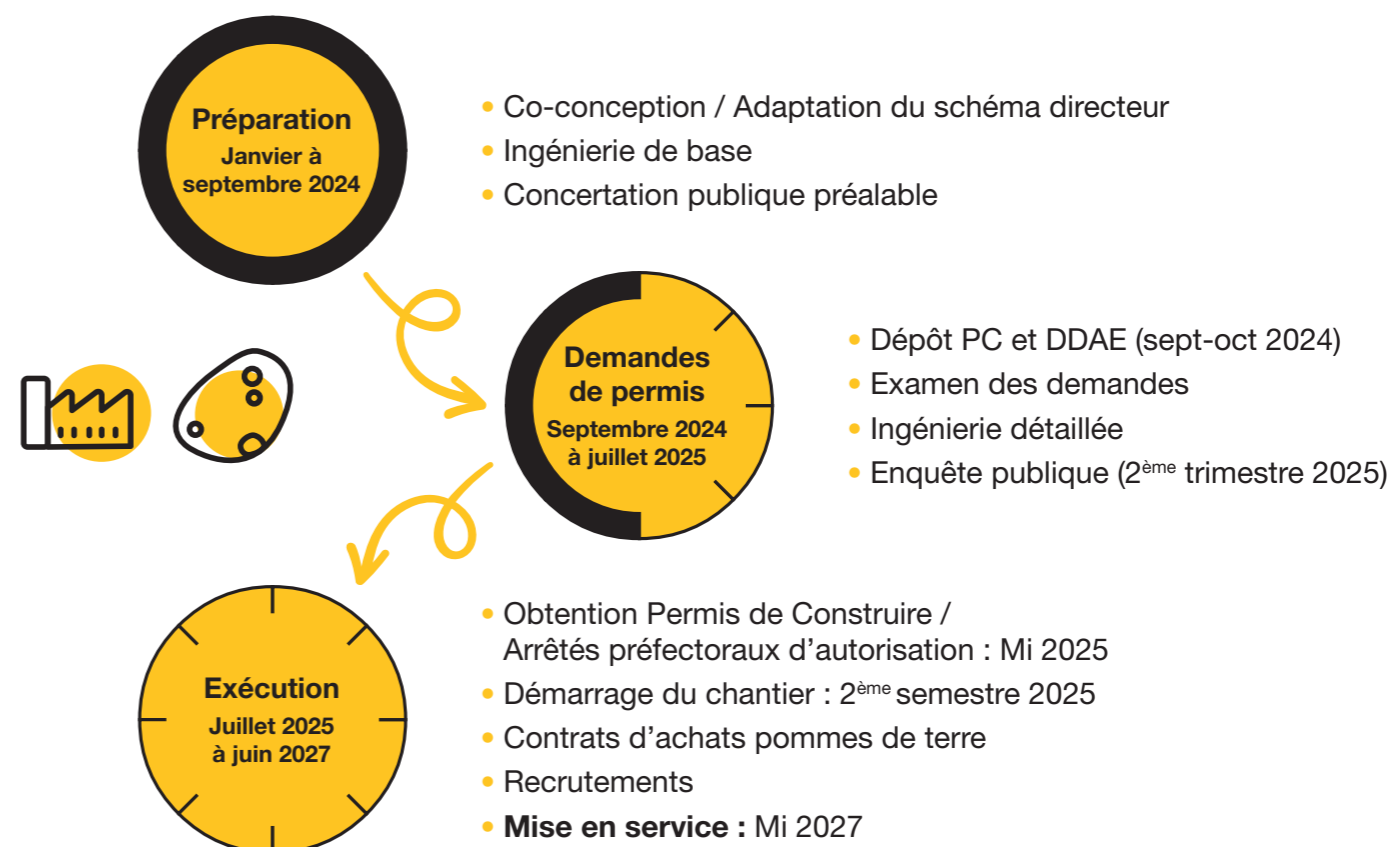 Préparation
Janvier à
septembre 2024
• Co-conception / Adaptation du schéma directeur
• Ingénierie de base
• Concertation publique préalable
Demandes
de permis
Septembre 2024
à juillet 2025
• Dépôt PC et DDAE (sept-oct 2024)
• Examen des demandes
• Ingénierie détaillée
• Enquête publique (2ème trimestre 2025)
Exécution
Juillet 2025
à juin 2027
• Obtention Permis de Construire /
Arrêtés préfectoraux d'autorisation : Mi 2025
• Démarrage du chantier : 2ème semestre 2025
• Contrats d'achats pommes de terre
• Recrutements
• Mise en service : Mi 2027